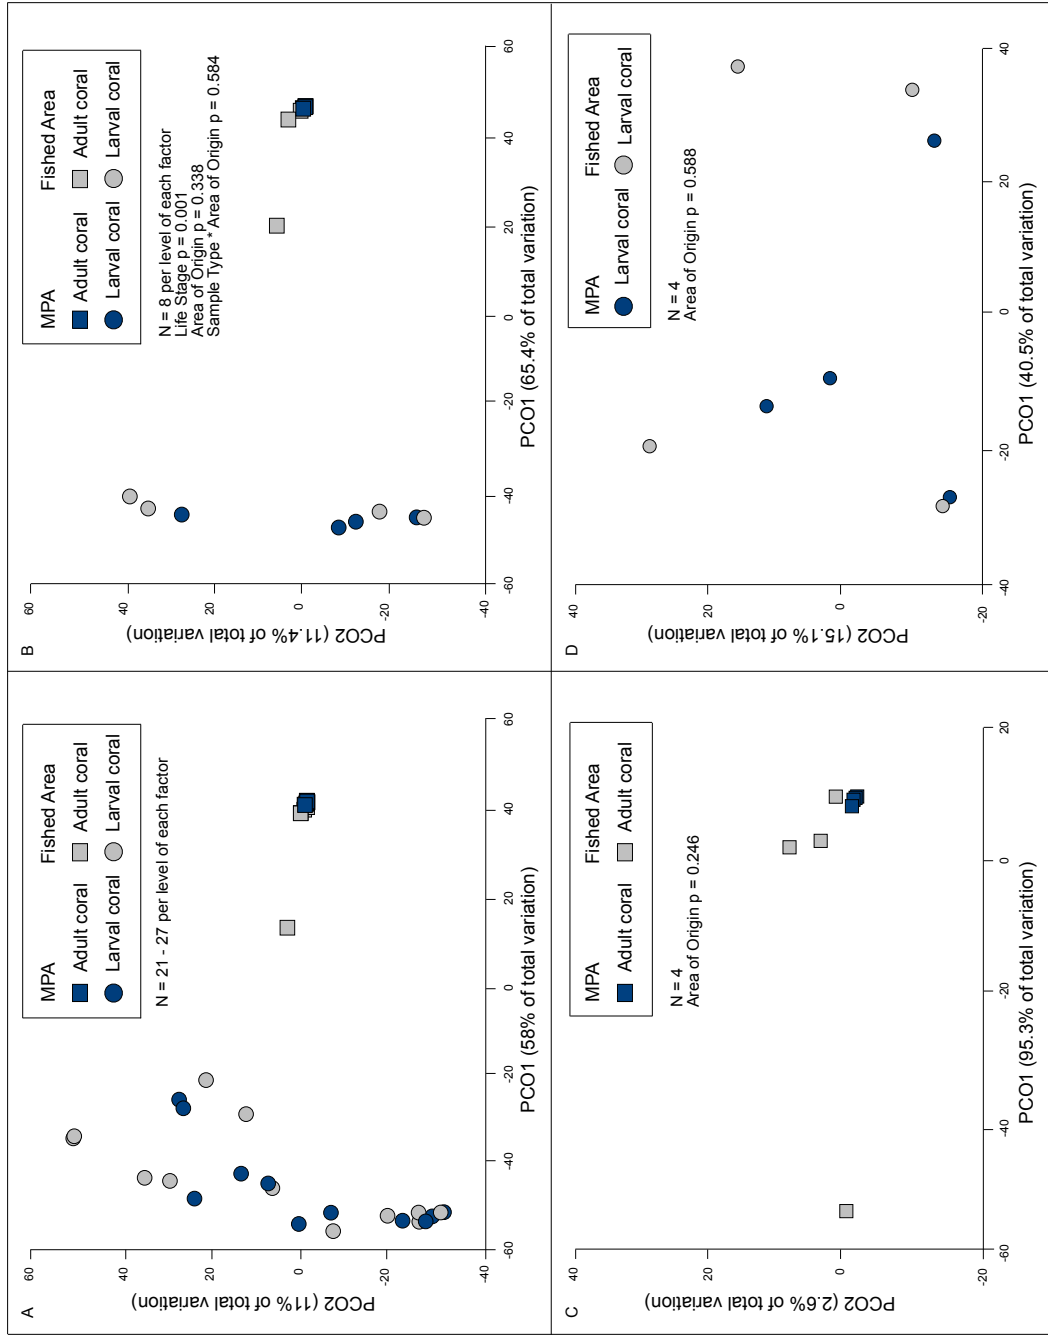 A
MPA Fished Area
Adult coral Adult coral
Larval coral Larval coral
N = 21 - 27 per level of each factor
60
40
20
0
-20
-40
PCO2 (11% of total variation)
-60 -40 -20 0 20 40 60
PCO1 (58% of total variation)
B
MPA Fished Area
Adult coral Adult coral
Larval coral Larval coral
N = 8 per level of each factor
Life Stage p = 0.001
Area of Origin p = 0.338
Sample Type * Area of Origin p = 0.584
60
40
20
0
-20
-40
PCO2 (11.4% of total variation)
-60 -40 -20 0 20 40 60
PCO1 (65.4% of total variation)
C
MPA Fished Area
Adult coral Adult coral
N = 4
Area of Origin p = 0.246
40
20
0
-20
PCO2 (2.6% of total variation)
-60 -40 -20 0 20
PCO1 (95.3% of total variation)
D
MPA Fished Area
Larval coral Larval coral
N = 4
Area of Origin p = 0.588
40
20
0
-20
PCO2 (15.1% of total variation)
-40 -20 0 20 40
PCO1 (40.5% of total variation)